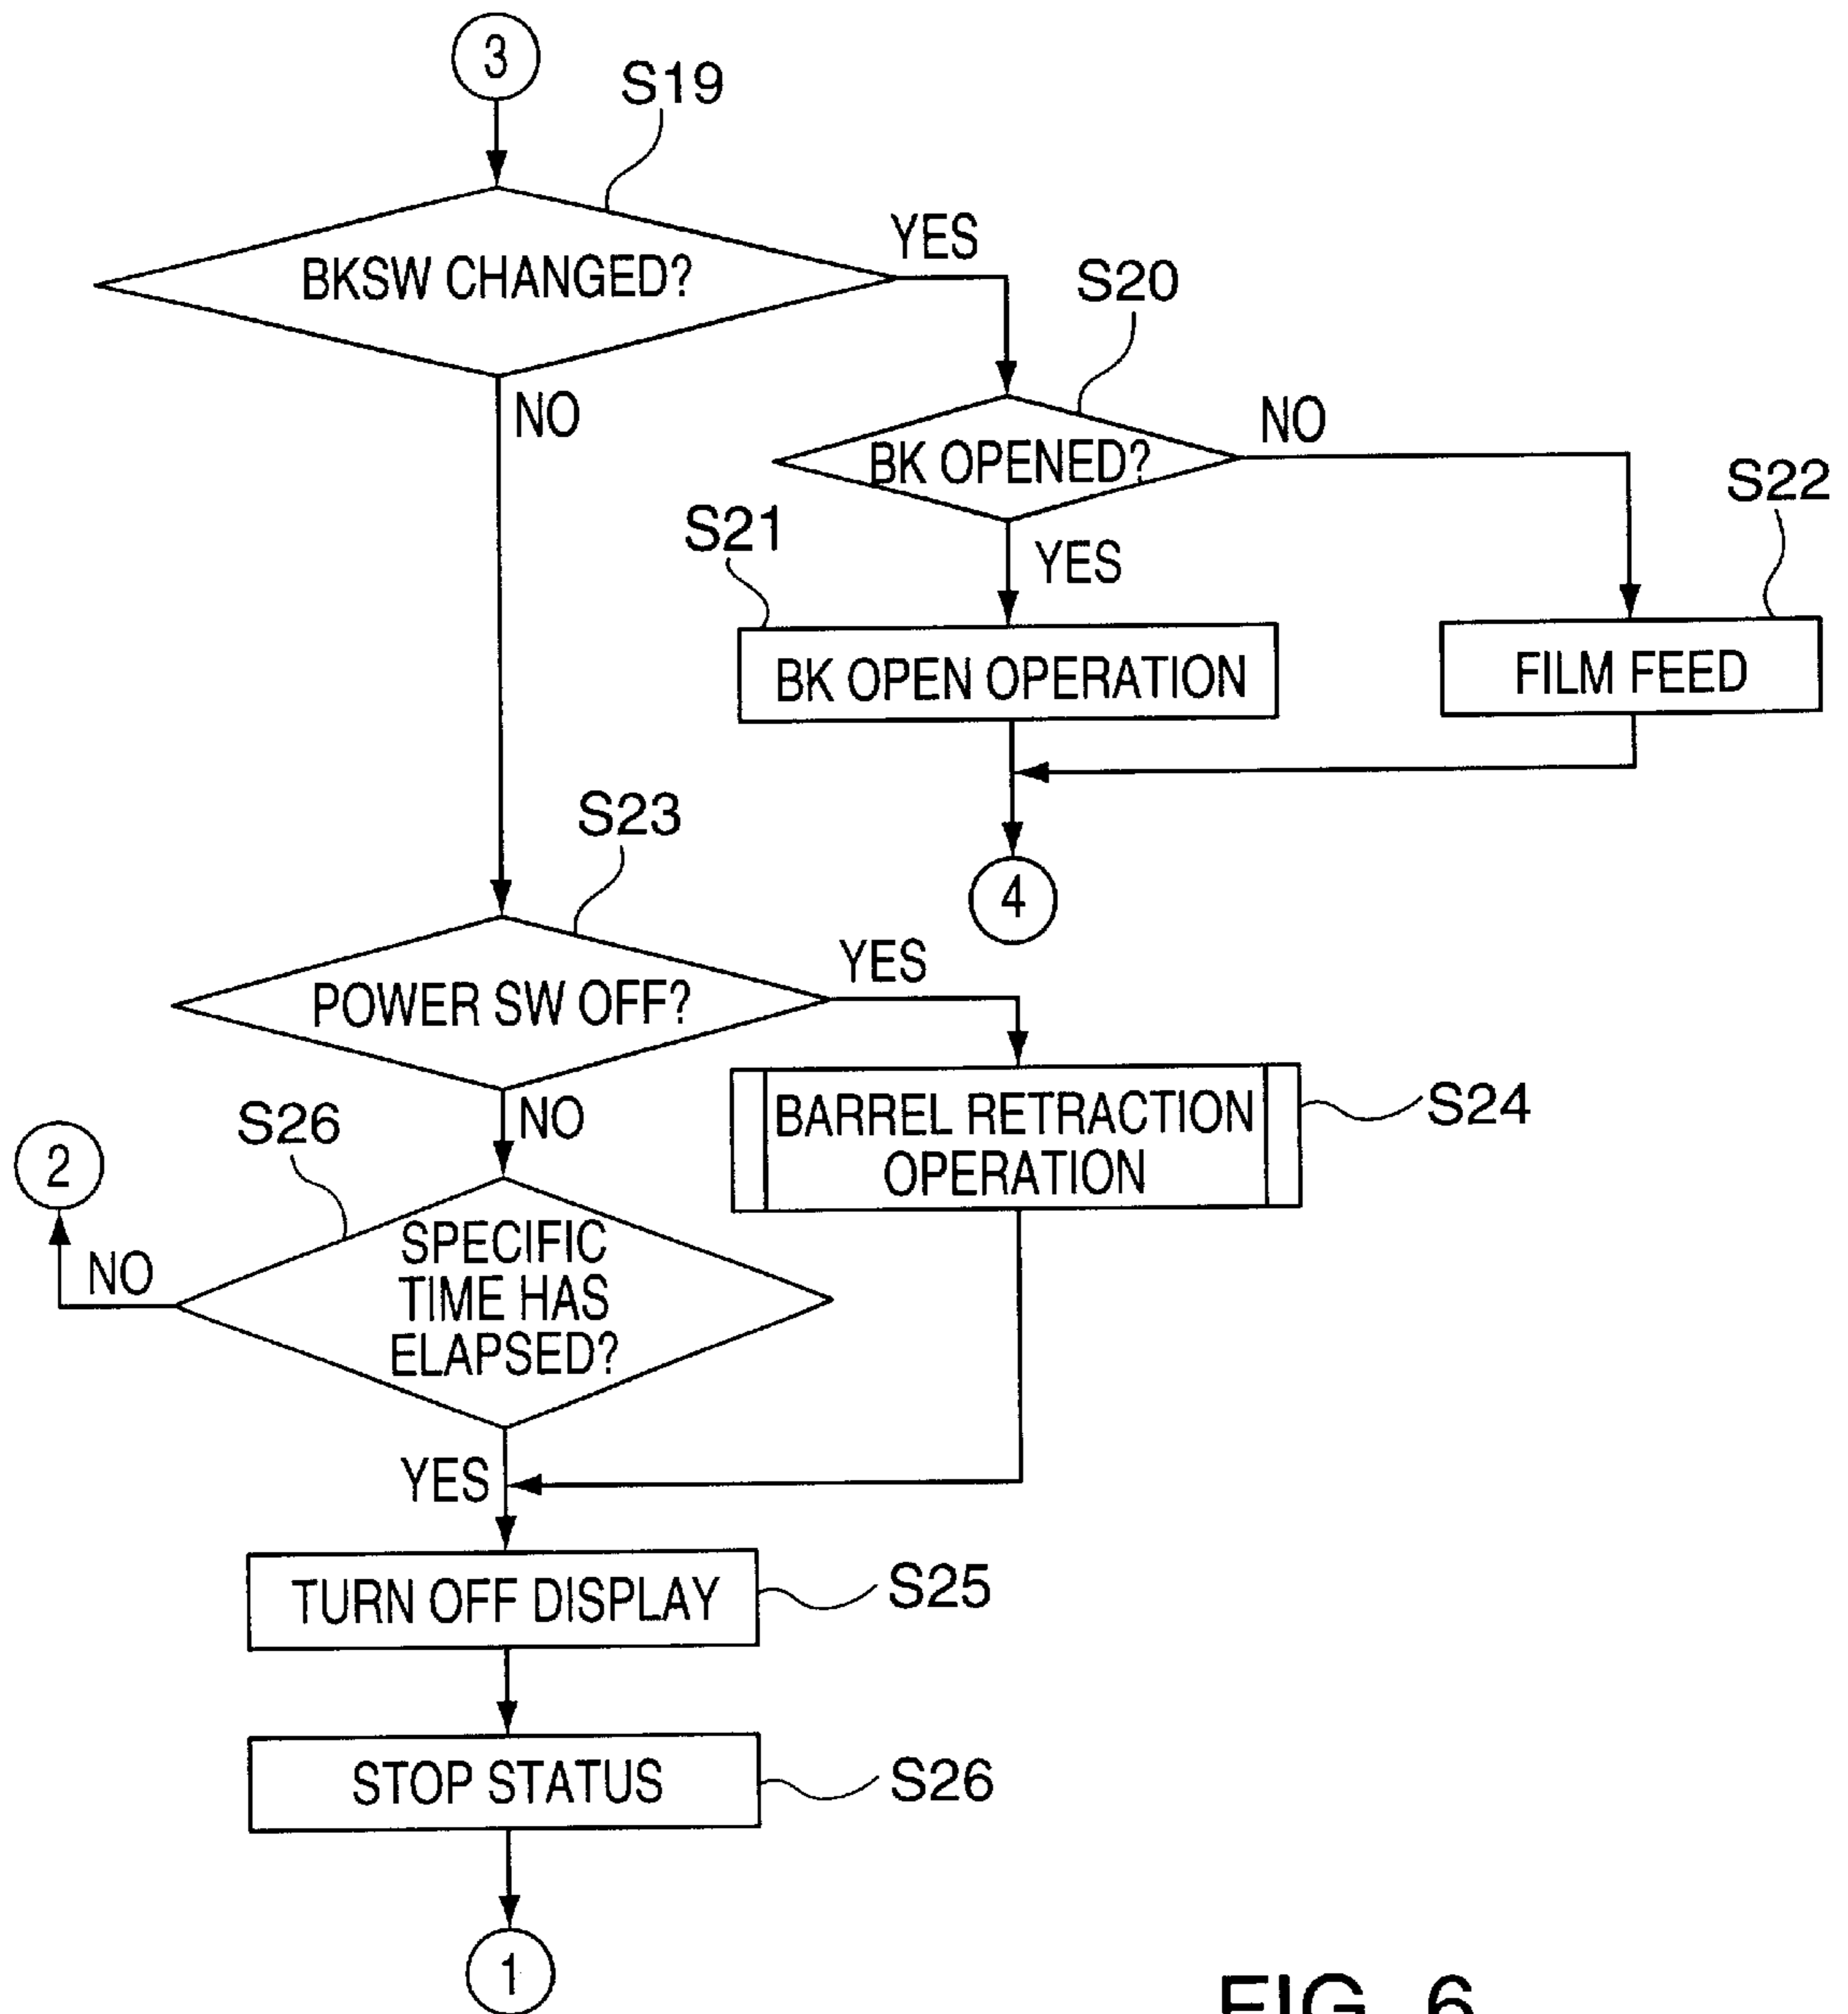 3
S19
BKSW CHANGED?
YES
NO
S20
BK OPENED?
NO
YES
S21
BK OPEN OPERATION
S22
FILM FEED
4
S23
POWER SW OFF?
YES
NO
BARREL RETRACTION
OPERATION
S24
S26
2
NO
SPECIFIC
TIME HAS
ELAPSED?
YES
TURN OFF DISPLAY
S25
STOP STATUS
S26
1
FIG. 6